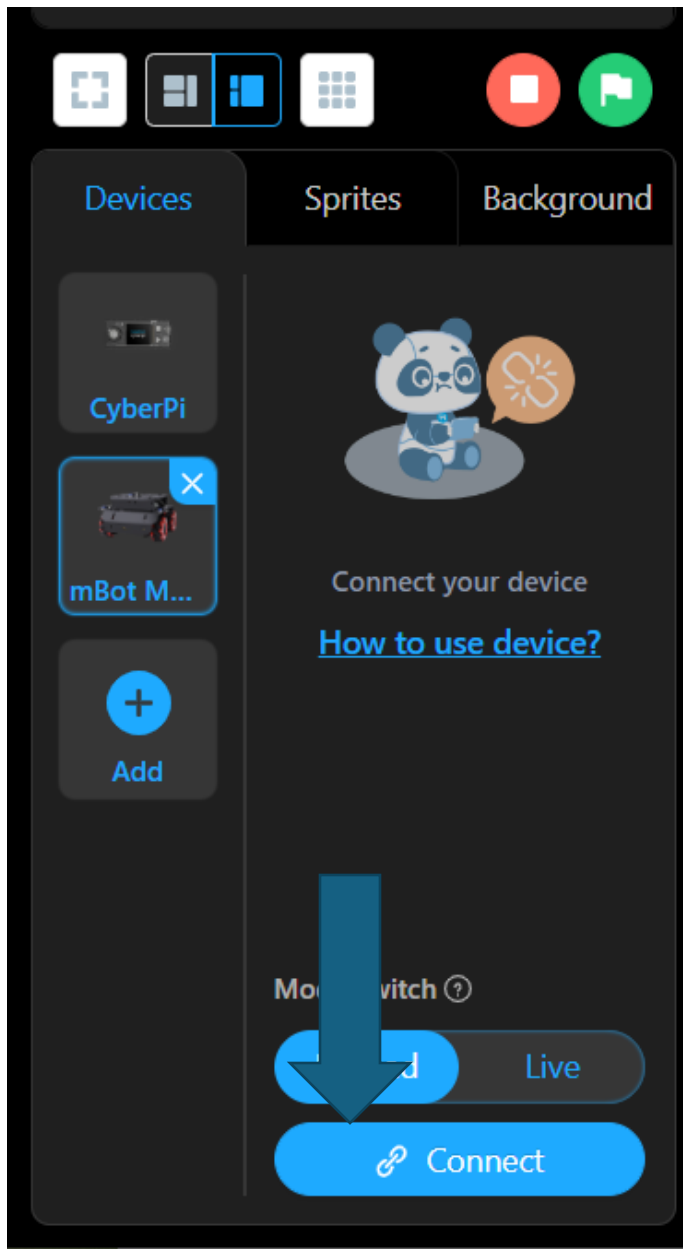 Devices
Sprites
Background
CyberPi
mBot M...
Add
Connect your device
How to use device?
Live
Connect